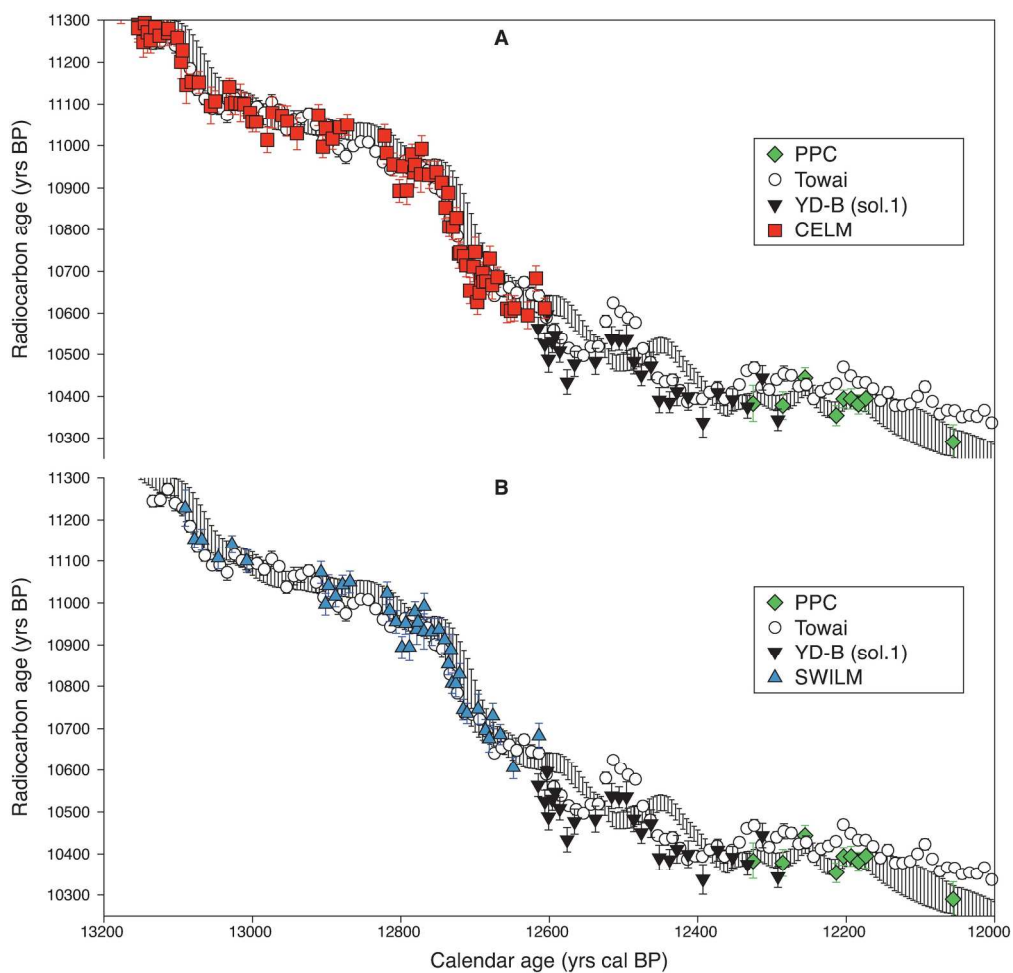 A
11300
11200
11100
11000
10900
10800
10700
10600
10500
10400
10300
Radiocarbon age (yrs BP)
PPC
Towai
YD-B (sol.1)
CELM
B
11300
11200
11100
11000
10900
10800
10700
10600
10500
10400
10300
Radiocarbon age (yrs BP)
PPC
Towai
YD-B (sol.1)
SWILM
13200 13000 12800 12600 12400 12200 12000
Calendar age (yrs cal BP)